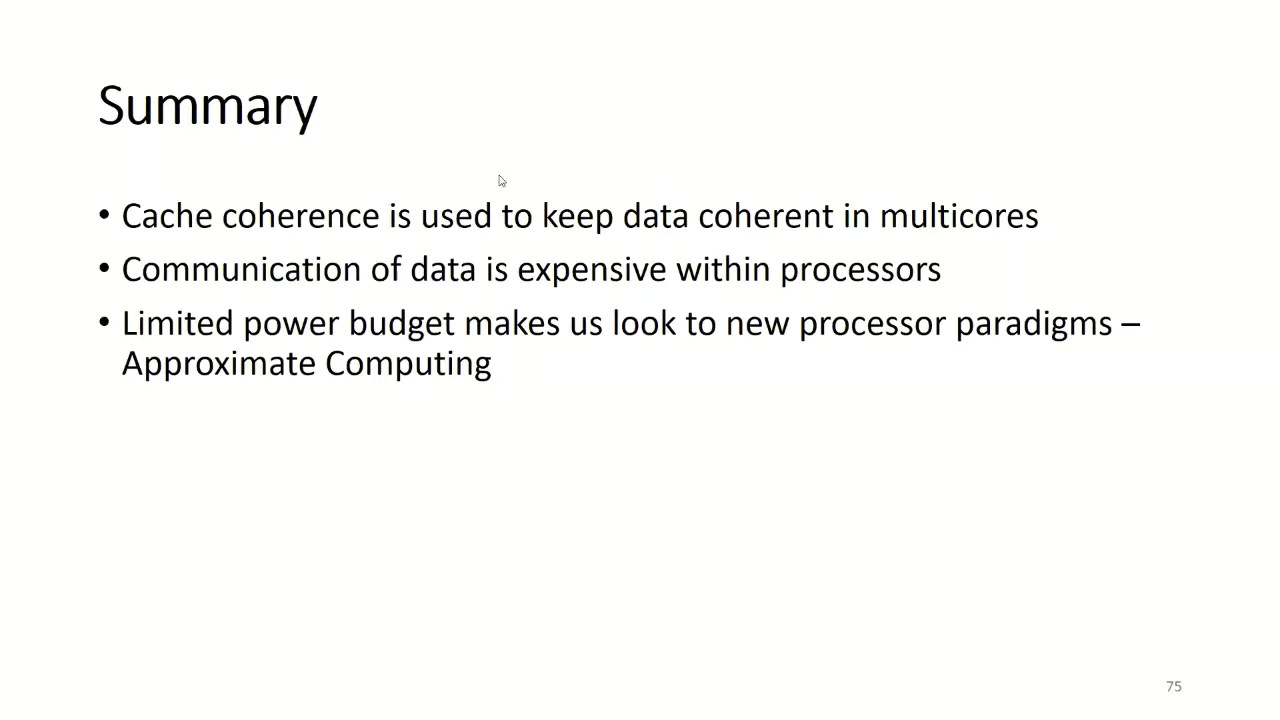 Summary
• Cache coherence is used to keep data coherent in multicores
• Communication of data is expensive within processors
• Limited power budget makes us look to new processor paradigms –
Approximate Computing
75